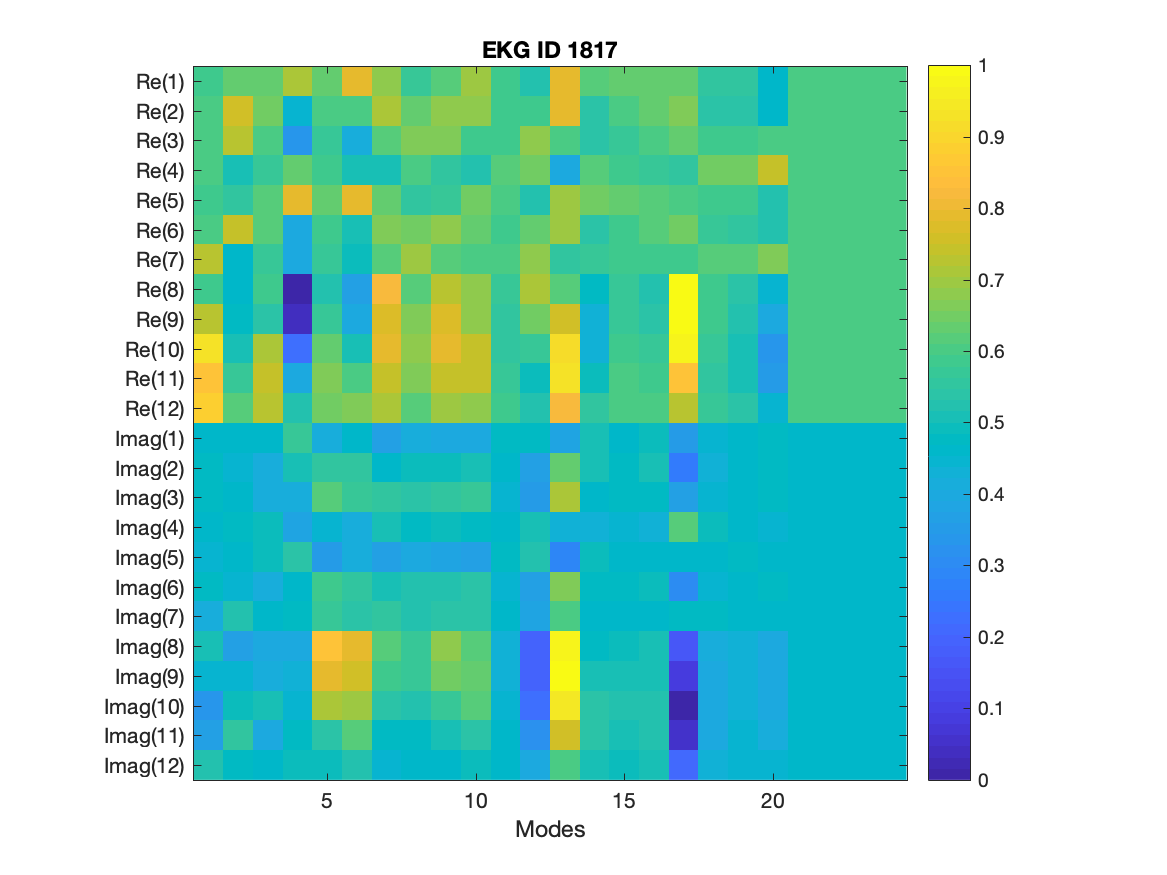 EKG ID 1817
Re(1)
Re(2)
Re(3)
Re(4)
Re(5)
Re(6)
Re(7)
Re(8)
Re(9)
Re(10)
Re(11)
Re(12)
Imag(1)
Imag(2)
Imag(3)
Imag(4)
Imag(5)
Imag(6)
Imag(7)
Imag(8)
Imag(9)
Imag(10)
Imag(11)
Imag(12)
5 10 15 20
Modes
1
0.9
0.8
0.7
0.6
0.5
0.4
0.3
0.2
0.1
0